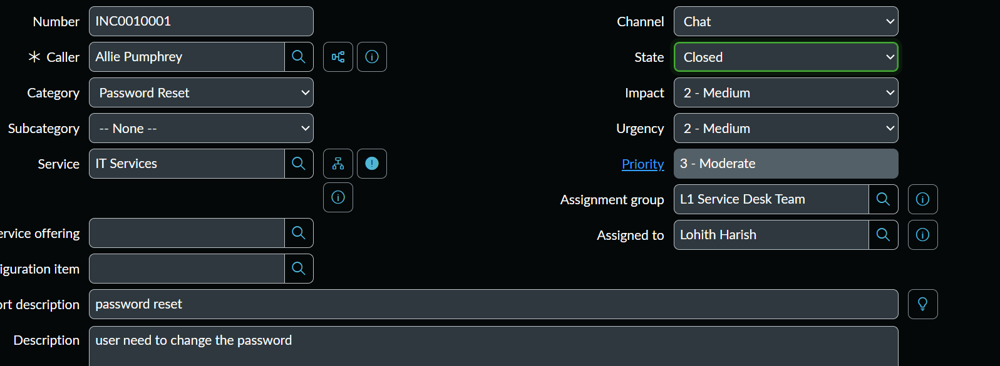 Number INC0010001
Channel Chat
Caller Allie Pumphrey
State Closed
Category Password Reset
Impact 2 - Medium
Subcategory -- None --
Urgency 2 - Medium
Service IT Services
Priority 3 - Moderate
Assignment group L1 Service Desk Team
ervice offering
Assigned to Lohith Harish
iguration item
ort description password reset
Description user need to change the password